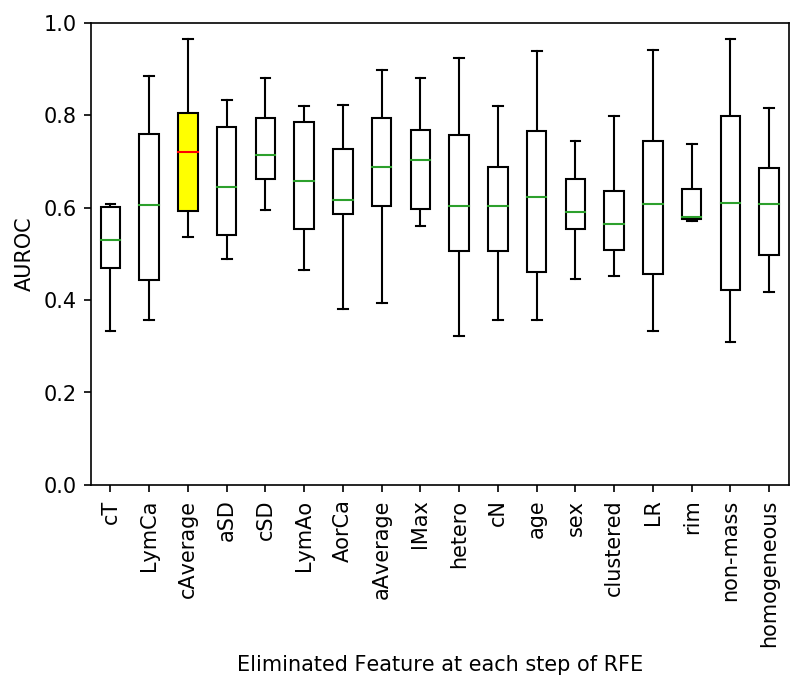 1.0
0.8
0.6
0.4
0.2
0.0
AUROC
cT
LymCa
cAverage
aSD
cSD
LymAo
AorCa
aAverage
lMax
hetero
cN
age
sex
clustered
LR
rim
non-mass
homogeneous
Eliminated Feature at each step of RFE